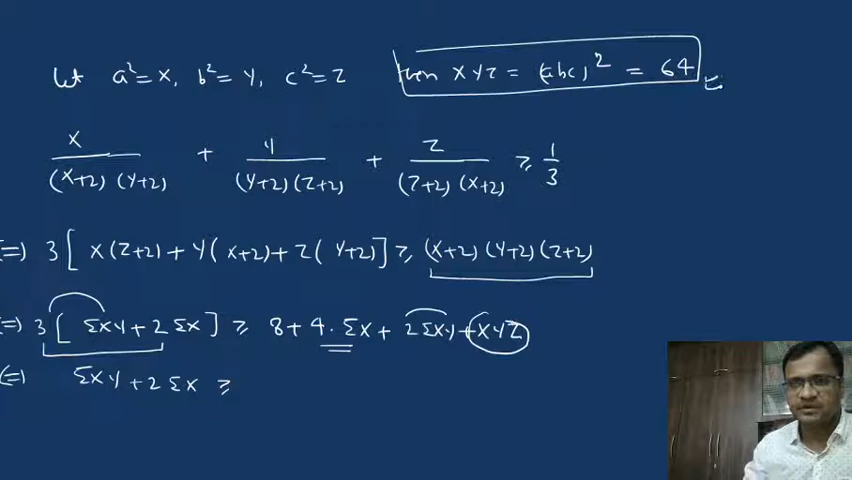 Let a² = x, b² = y, c² = z then xyz = (abc)² = 64
x/((x+2)(y+2)) + y/((y+2)(z+2)) + z/((z+2)(x+2)) ≥ 1/3
(=) 3[x(z+2) + y(x+2) + z(y+2)] ≥ (x+2)(y+2)(z+2)
(=) 3[Σxy + 2Σx] ≥ 8 + 4·Σx + 2Σxy + xyz
(=) Σxy + 2Σx ≥